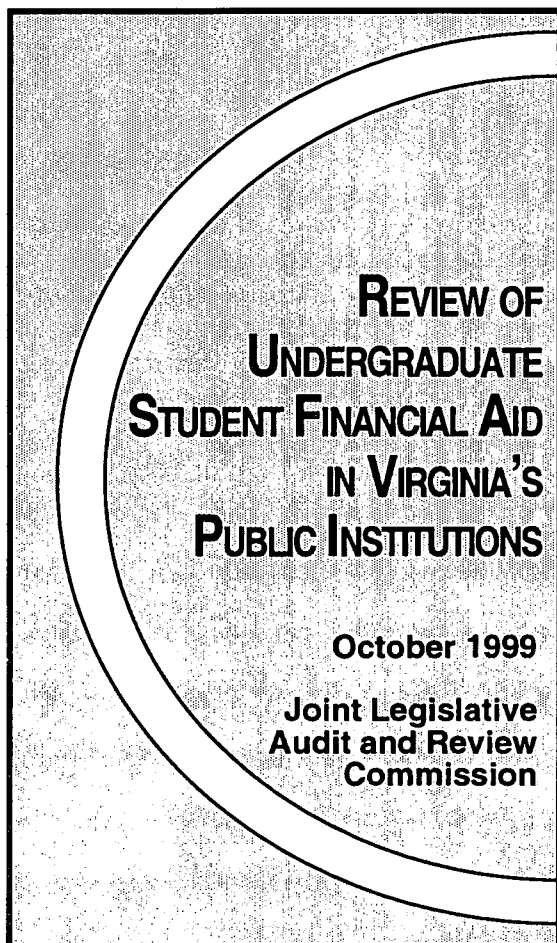 REVIEW OF
UNDERGRADUATE
STUDENT FINANCIAL AID
IN VIRGINIA'S
PUBLIC INSTITUTIONS
October 1999
Joint Legislative
Audit and Review
Commission